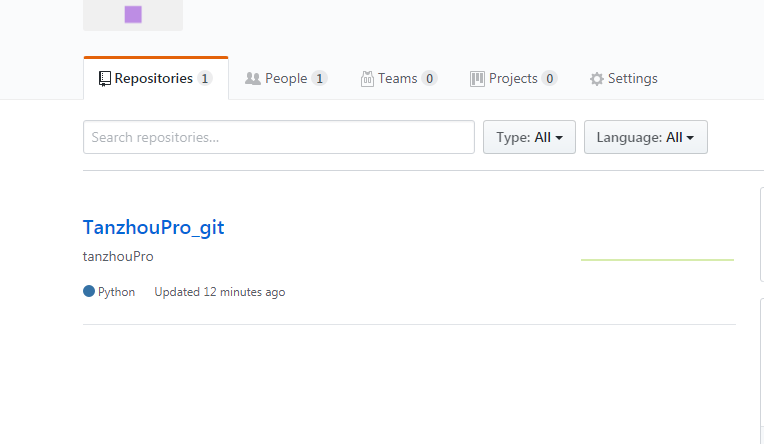 Repositories 1 People 1 Teams 0 Projects 0 Settings
Search repositories... Type: All Language: All
TanzhouPro_git
tanzhouPro
Python Updated 12 minutes ago